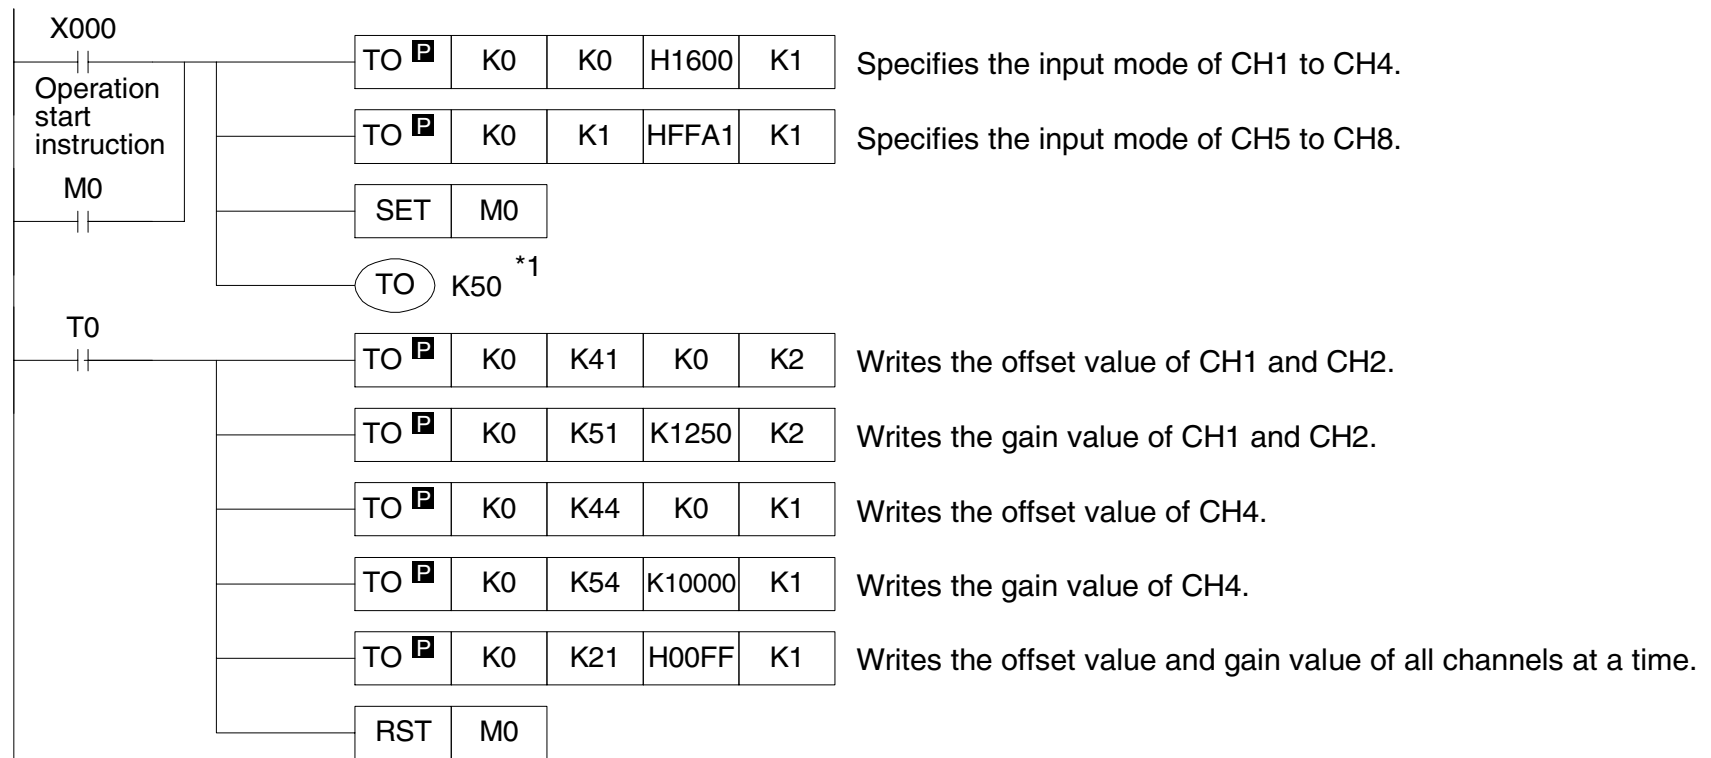 X000
TO P K0 K0 H1600 K1 Specifies the input mode of CH1 to CH4.
Operation
start
instruction
TO P K0 K1 HFFA1 K1 Specifies the input mode of CH5 to CH8.
M0
SET M0
TO K50 *1
T0
TO P K0 K41 K0 K2 Writes the offset value of CH1 and CH2.
TO P K0 K51 K1250 K2 Writes the gain value of CH1 and CH2.
TO P K0 K44 K0 K1 Writes the offset value of CH4.
TO P K0 K54 K10000 K1 Writes the gain value of CH4.
TO P K0 K21 H00FF K1 Writes the offset value and gain value of all channels at a time.
RST M0